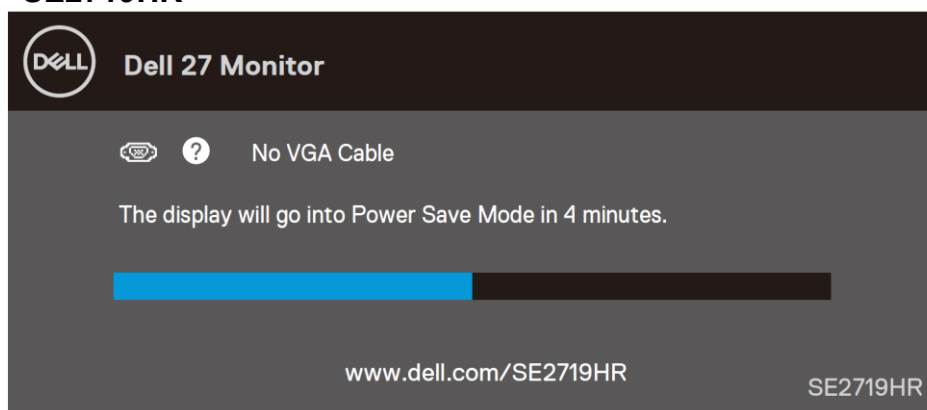 SE2719HR
DELL
Dell 27 Monitor
? No VGA Cable
The display will go into Power Save Mode in 4 minutes.
www.dell.com/SE2719HR
SE2719HR